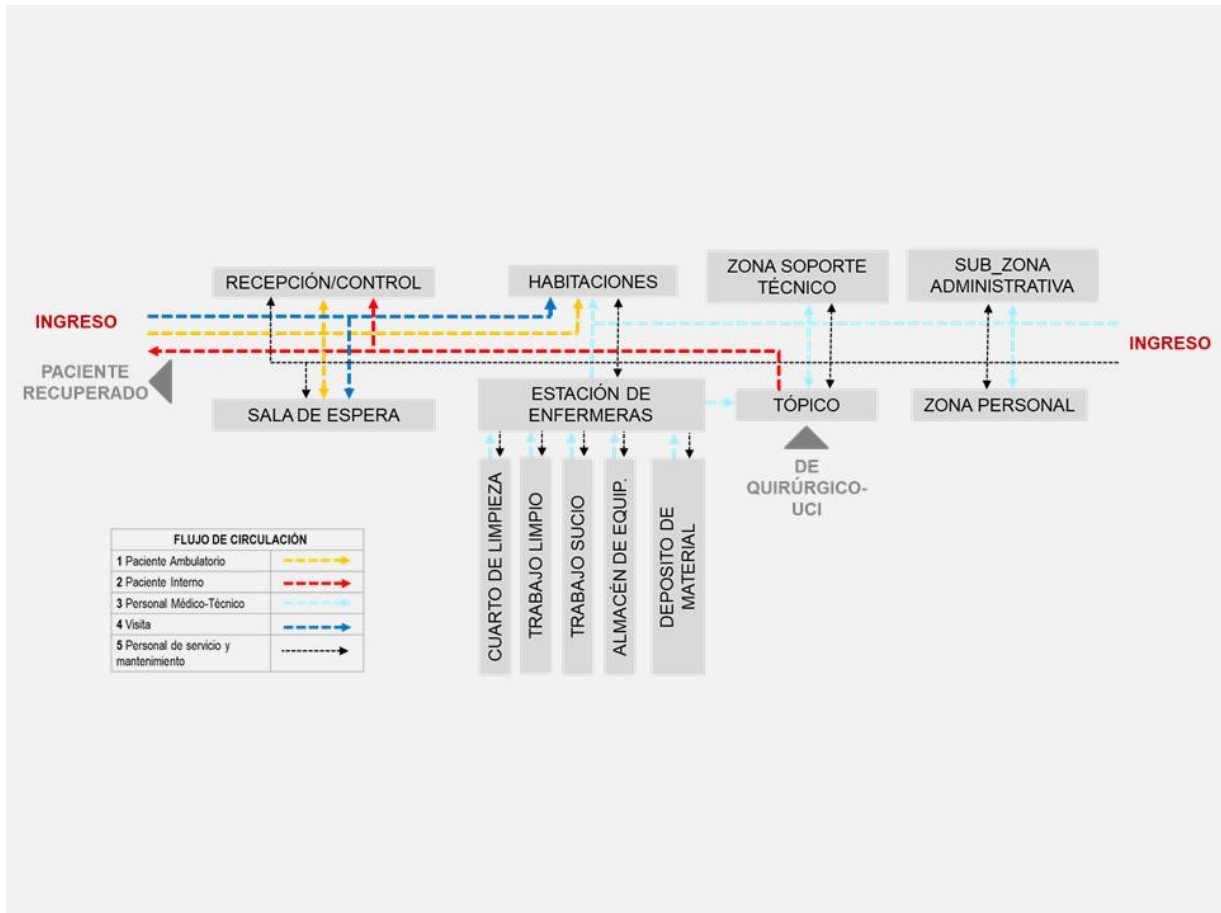 ZONA SOPORTE
TÉCNICO
SUB_ZONA
ADMINISTRATIVA
RECEPCIÓN/CONTROL
HABITACIONES
INGRESO
INGRESO
PACIENTE
RECUPERADO
SALA DE ESPERA
ESTACIÓN DE
ENFERMERAS
TÓPICO
ZONA PERSONAL
DE
QUIRÚRGICO-
UCI
CUARTO DE LIMPIEZA
TRABAJO LIMPIO
TRABAJO SUCIO
ALMACÉN DE EQUIP.
DEPOSITO DE
MATERIAL
FLUJO DE CIRCULACIÓN
1 Paciente Ambulatorio
2 Paciente Interno
3 Personal Médico-Técnico
4 Visita
5 Personal de servicio y
mantenimiento